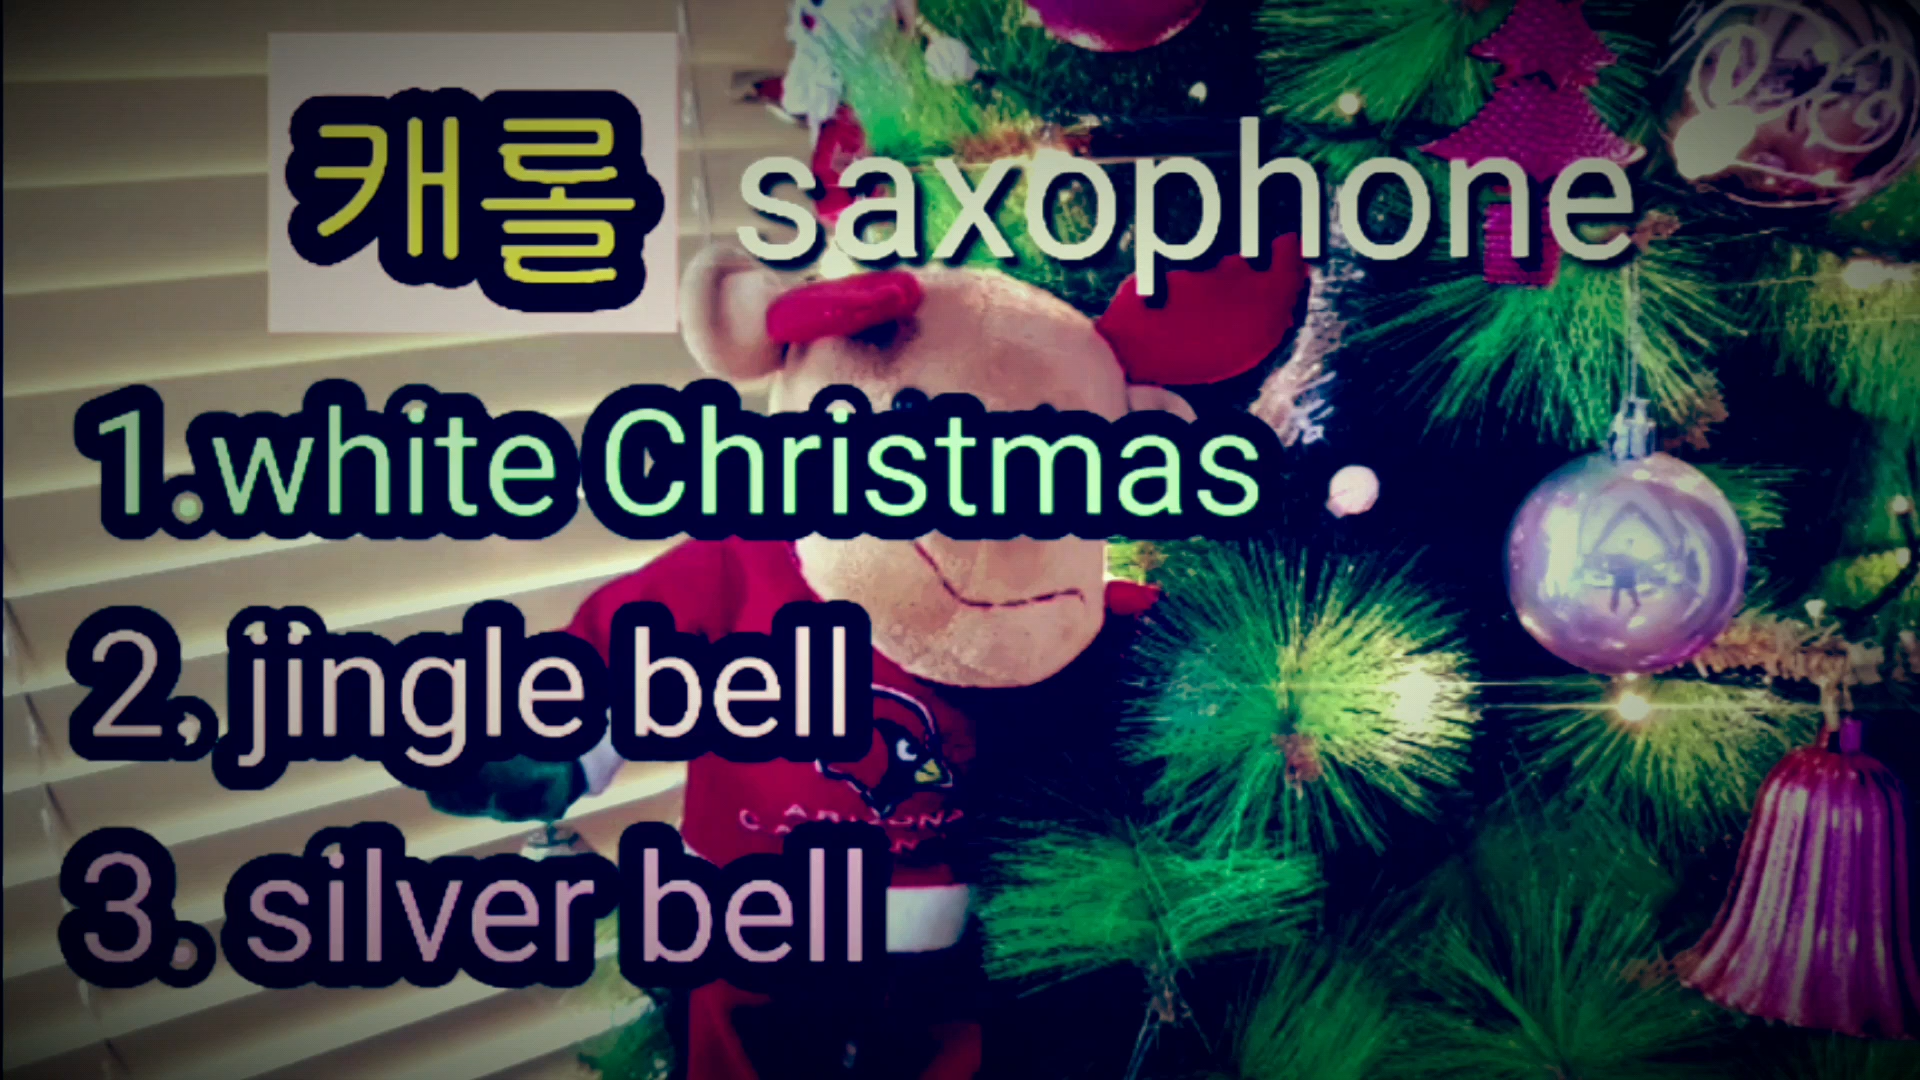 캐롤 saxophone
1.white Christmas
2, jingle bell
3. silver bell